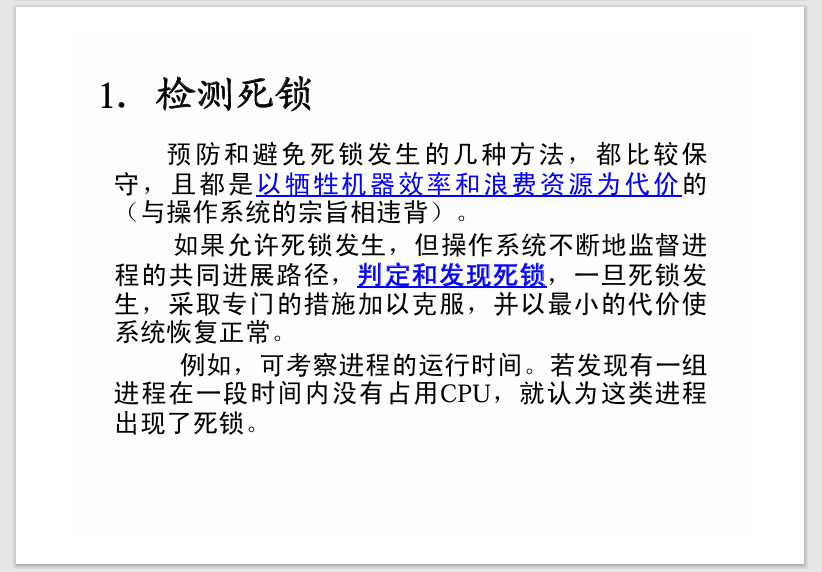 1. 检测死锁
预防和避免死锁发生的几种方法，都比较保
守，且都是以牺牲机器效率和浪费资源为代价的
（与操作系统的宗旨相违背）。
如果允许死锁发生，但操作系统不断地监督进
程的共同进展路径，判定和发现死锁，一旦死锁发
生，采取专门的措施加以克服，并以最小的代价使
系统恢复正常。
例如，可考察进程的运行时间。若发现有一组
进程在一段时间内没有占用CPU，就认为这类进程
出现了死锁。